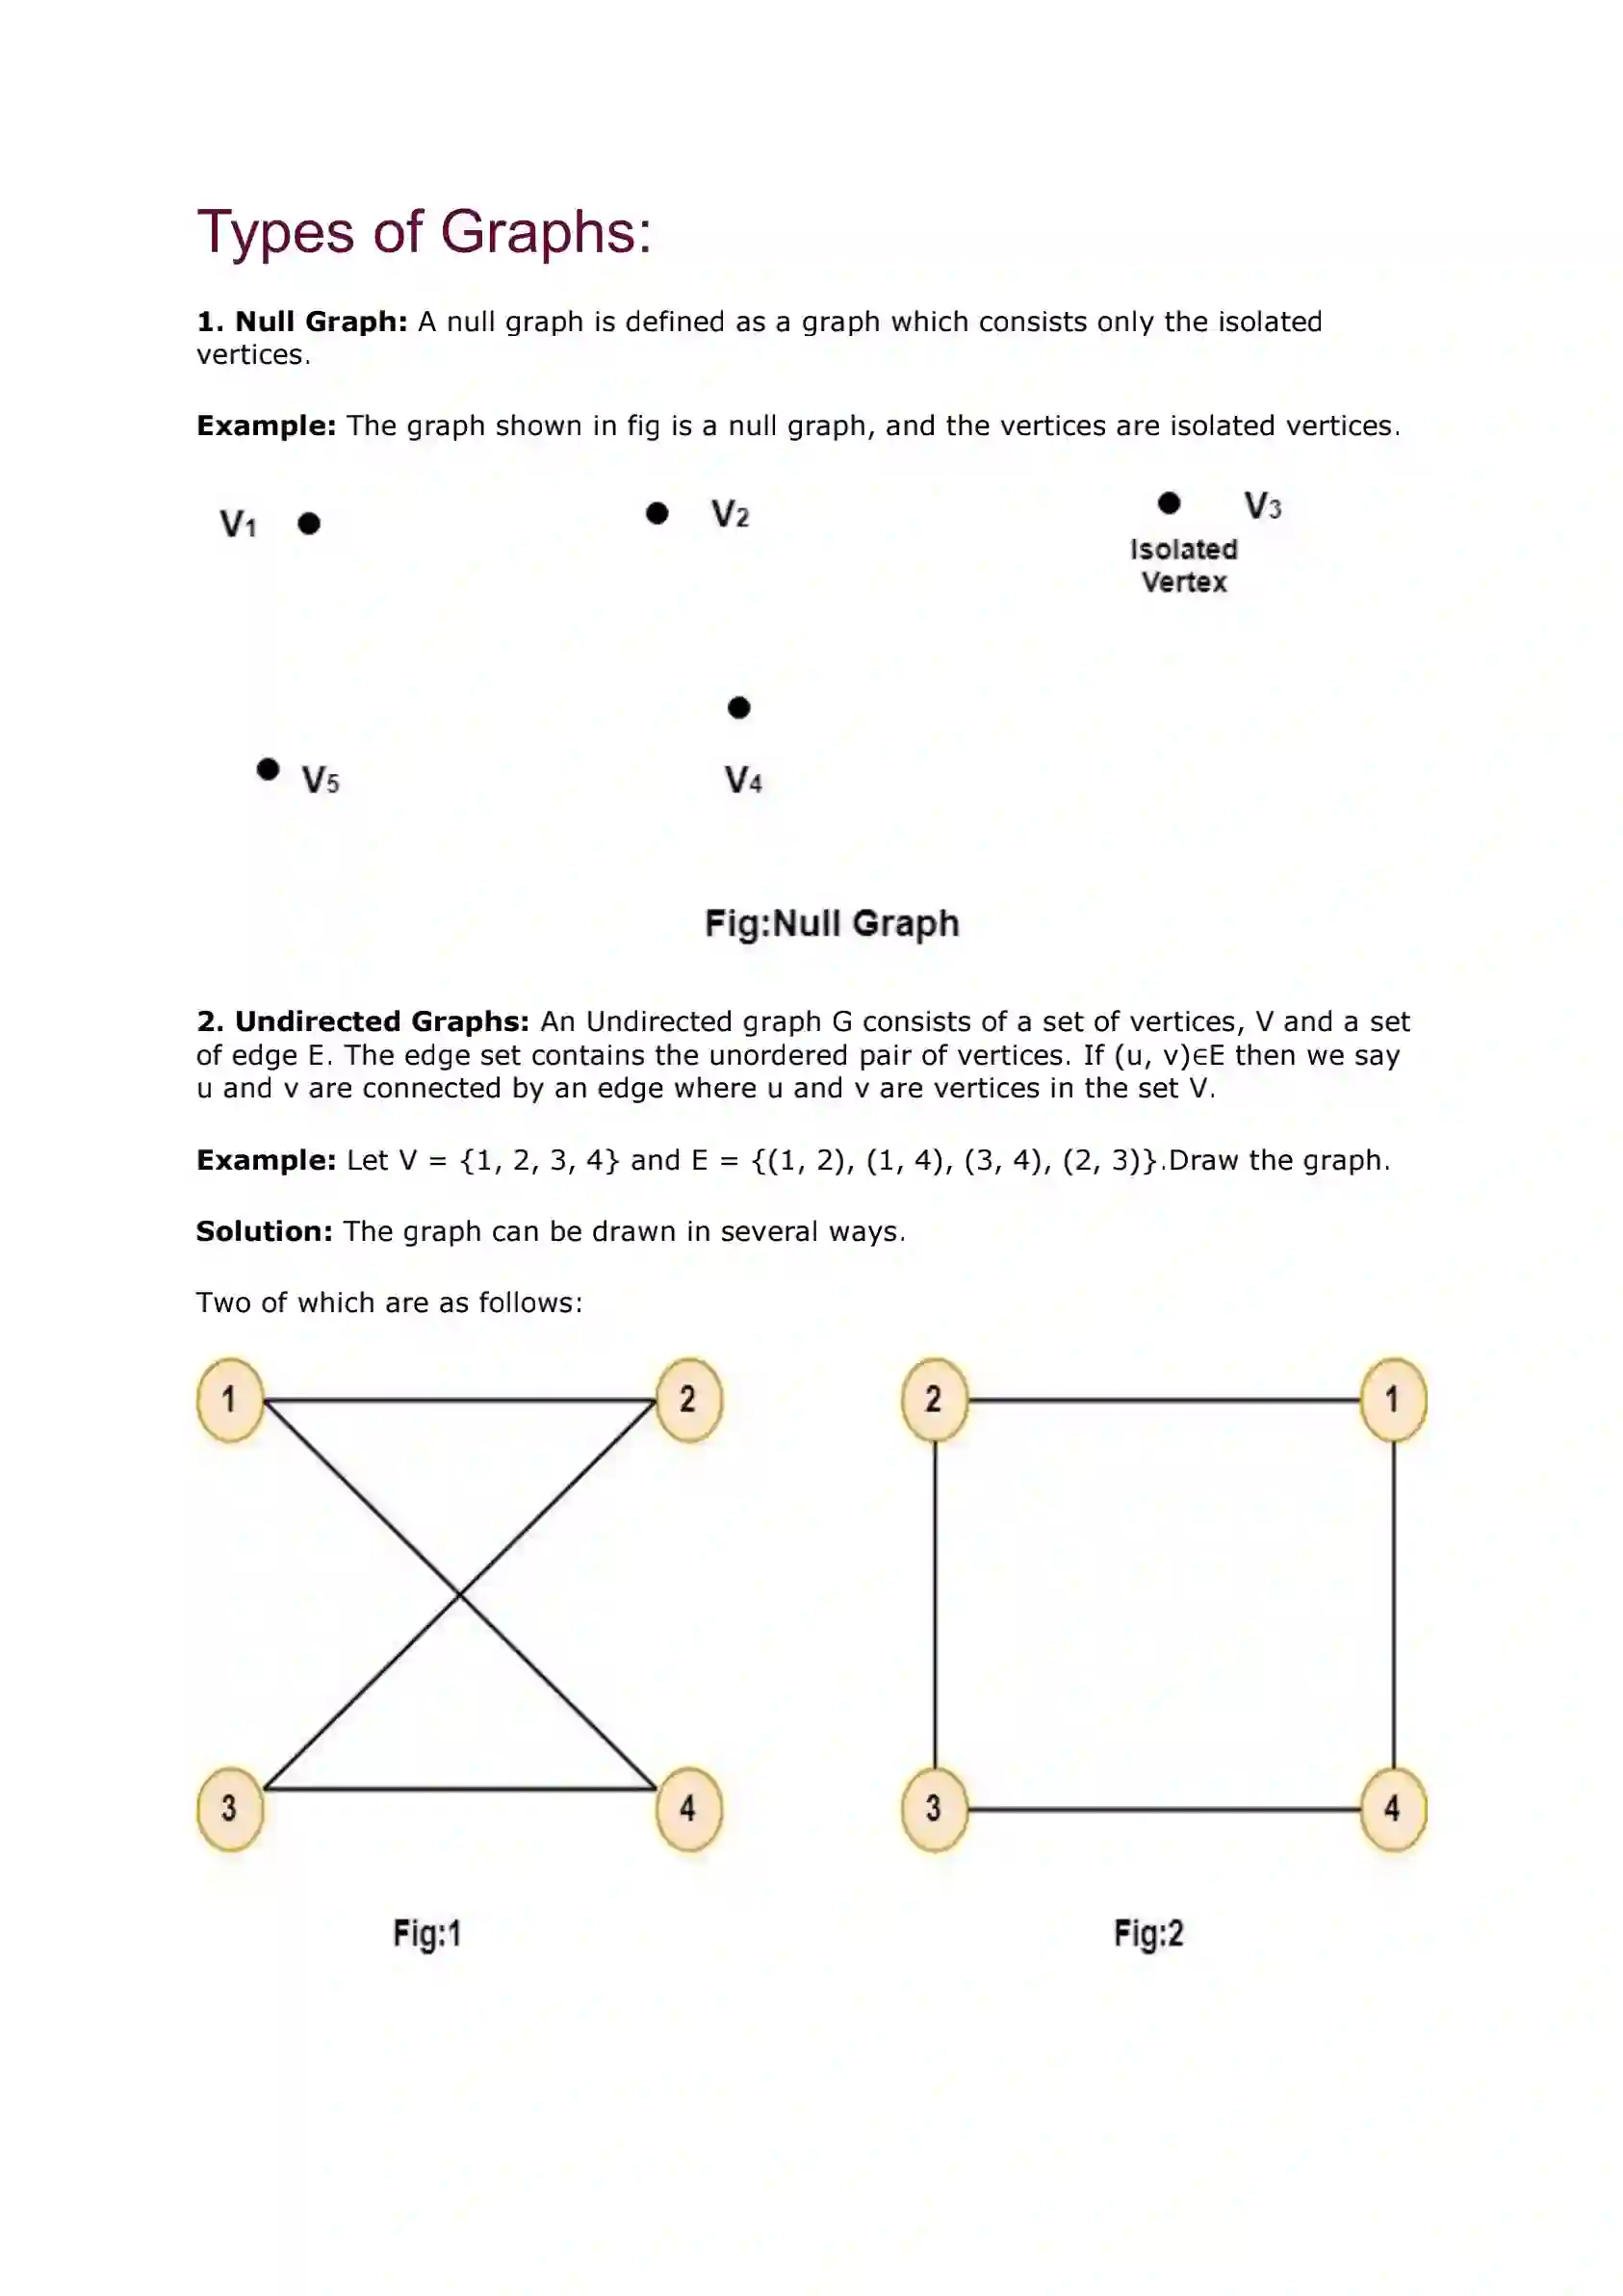 Types of Graphs:
1. Null Graph: A null graph is defined as a graph which consists only the isolated
vertices.
Example: The graph shown in fig is a null graph, and the vertices are isolated vertices.
V1
V2
V3
Isolated
Vertex
V5
V4
Fig:Null Graph
2. Undirected Graphs: An Undirected graph G consists of a set of vertices, V and a set
of edge E. The edge set contains the unordered pair of vertices. If (u, v)∈E then we say
u and v are connected by an edge where u and v are vertices in the set V.
Example: Let V = {1, 2, 3, 4} and E = {(1, 2), (1, 4), (3, 4), (2, 3)}.Draw the graph.
Solution: The graph can be drawn in several ways.
Two of which are as follows:
1
2
2
1
3
4
3
4
Fig:1
Fig:2